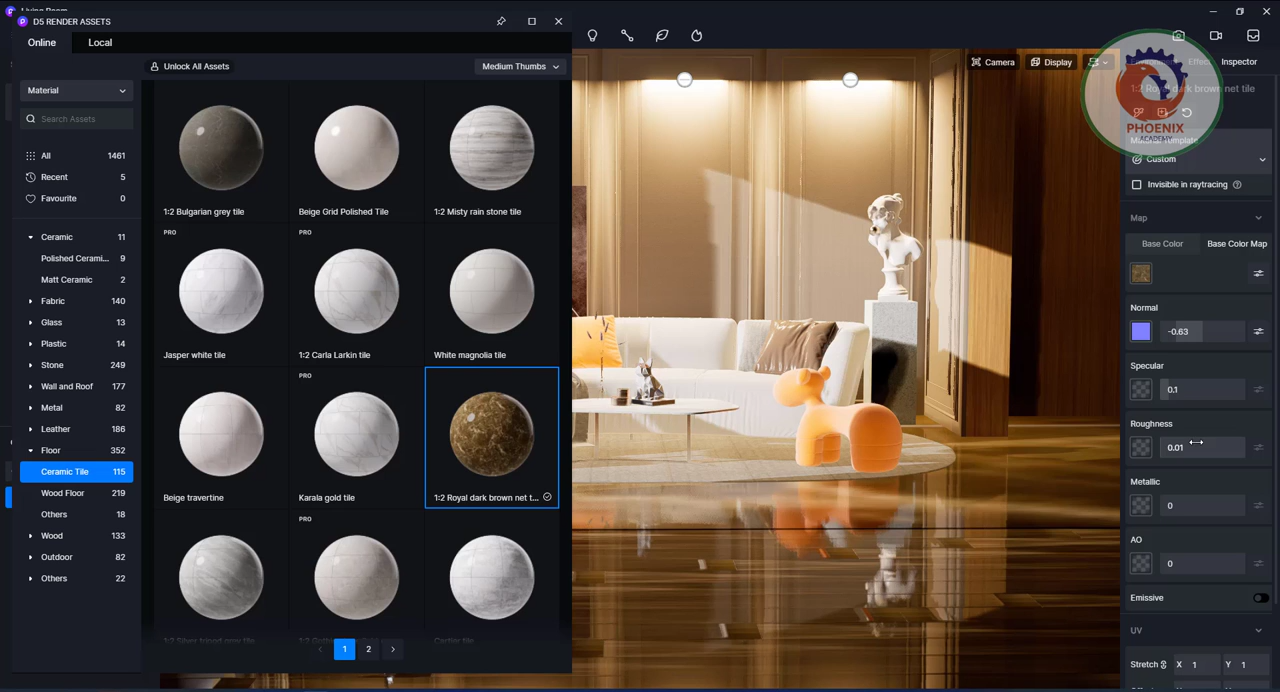 Living Room
D5 RENDER ASSETS
Online
Local
Unlock All Assets
Medium Thumbs
Material
Search Assets
All 1461
Recent 5
Favourite 0
Ceramic 11
Polished Cerami... 9
Matt Ceramic 2
Fabric 140
Glass 13
Plastic 14
Stone 249
Wall and Roof 177
Metal 82
Leather 186
Floor 352
Ceramic Tile 115
Wood Floor 219
Others 18
Wood 133
Outdoor 82
Others 22
1:2 Bulgarian grey tile
Beige Grid Polished Tile
1:2 Misty rain stone tile
PRO
PRO
Jasper white tile
1:2 Carla Larkin tile
White magnolia tile
PRO
Beige travertine
Karala gold tile
1:2 Royal dark brown net t...
PRO
Cartier tile
1
2
Camera
Display
Effect
Inspector
PHOENIX
ACADEMY
1:2 Royal dark brown net tile
Material Template
Custom
Invisible in raytracing
Map
Base Color
Base Color Map
Normal
-0.63
Specular
0.1
Roughness
0.01
Metallic
0
AO
0
Emissive
UV
Stretch X 1 Y 1